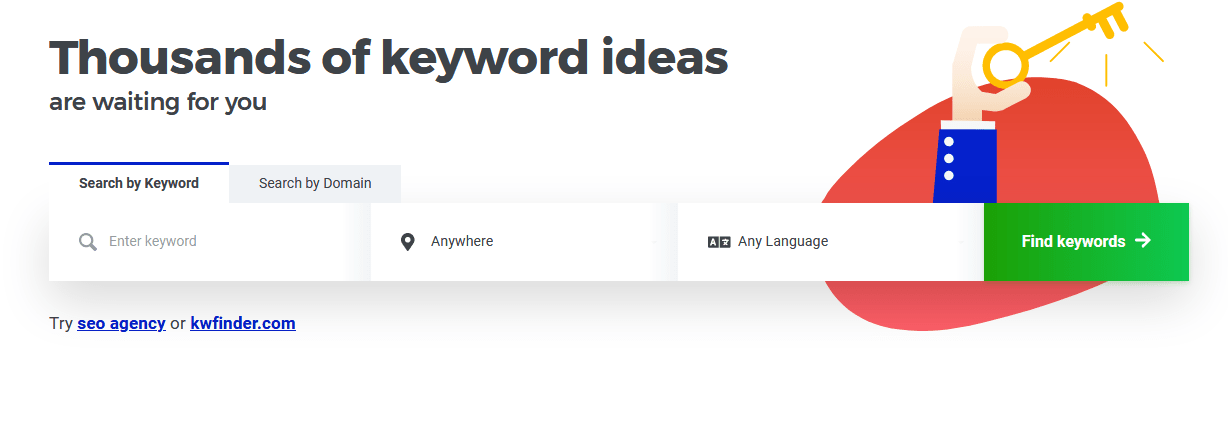 Thousands of keyword ideas
are waiting for you
Search by Keyword Search by Domain
Enter keyword Anywhere Any Language Find keywords
Try seo agency or kwfinder.com